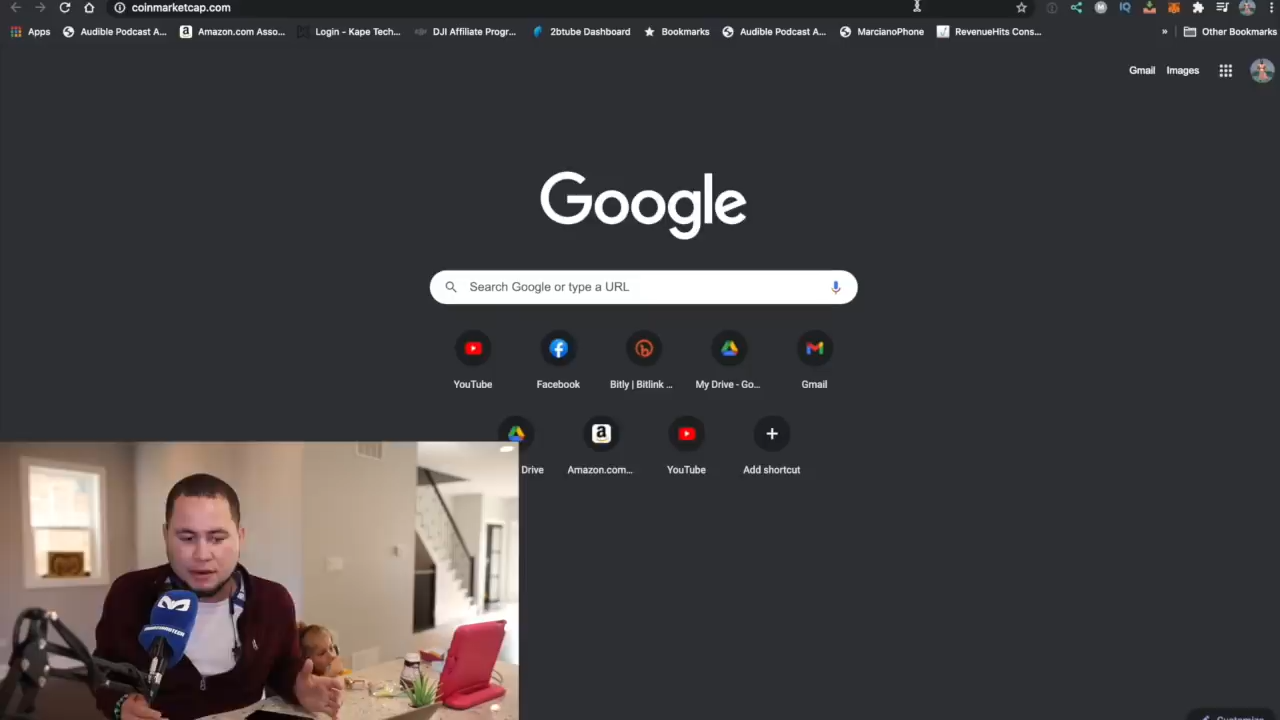 coinmarketcap.com
Apps Audible Podcast A... Amazon.com Asso... Login - Kape Tech... DJI Affiliate Progr... 2btube Dashboard Bookmarks Audible Podcast A... MarcianoPhone RevenueHits Cons... » Other Bookmarks
Gmail Images
Google
Search Google or type a URL
YouTube Facebook Bitly | Bitlink ... My Drive - Go... Gmail
Drive Amazon.com... YouTube Add shortcut
Customize